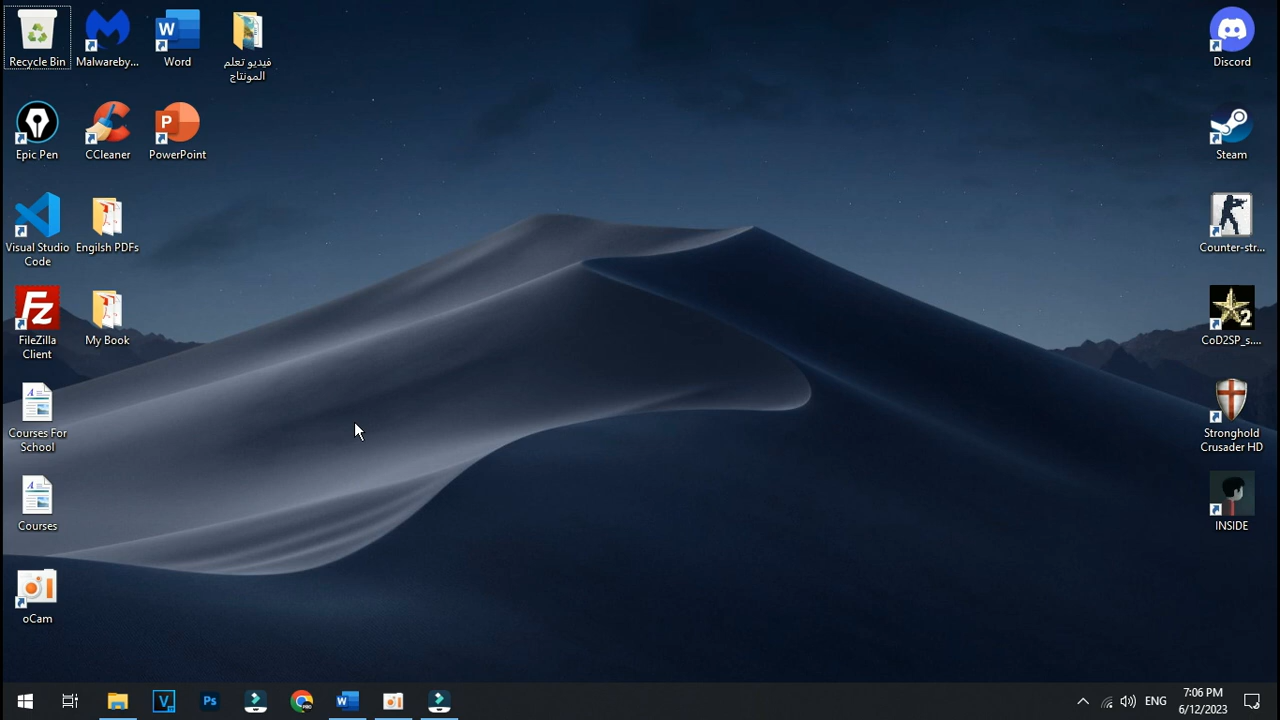 Recycle Bin
Malwareby...
Word
فيديو تعلم
المونتاج
Discord
Epic Pen
CCleaner
PowerPoint
Steam
Visual Studio
Code
Engilsh PDFs
Counter-str...
FileZilla
Client
My Book
CoD2SP_s....
Courses For
School
Stronghold
Crusader HD
Courses
INSIDE
oCam
ENG
7:06 PM
6/12/2023